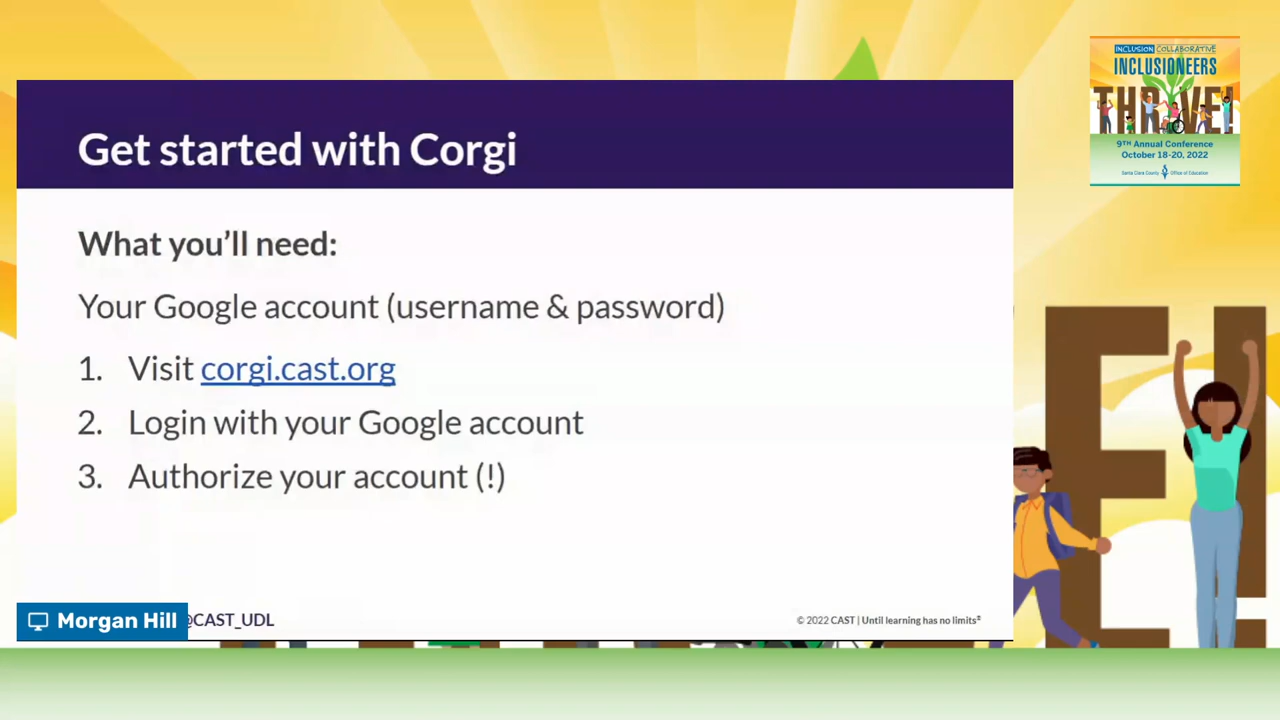 INCLUSION COLLABORATIVE
INCLUSIONEERS
THRIVE!
9TH Annual Conference
October 18-20, 2022
Santa Clara County Office of Education
Get started with Corgi
What you'll need:
Your Google account (username & password)
1. Visit corgi.cast.org
2. Login with your Google account
3. Authorize your account (!)
Morgan Hill
@CAST_UDL
© 2022 CAST | Until learning has no limits
E!